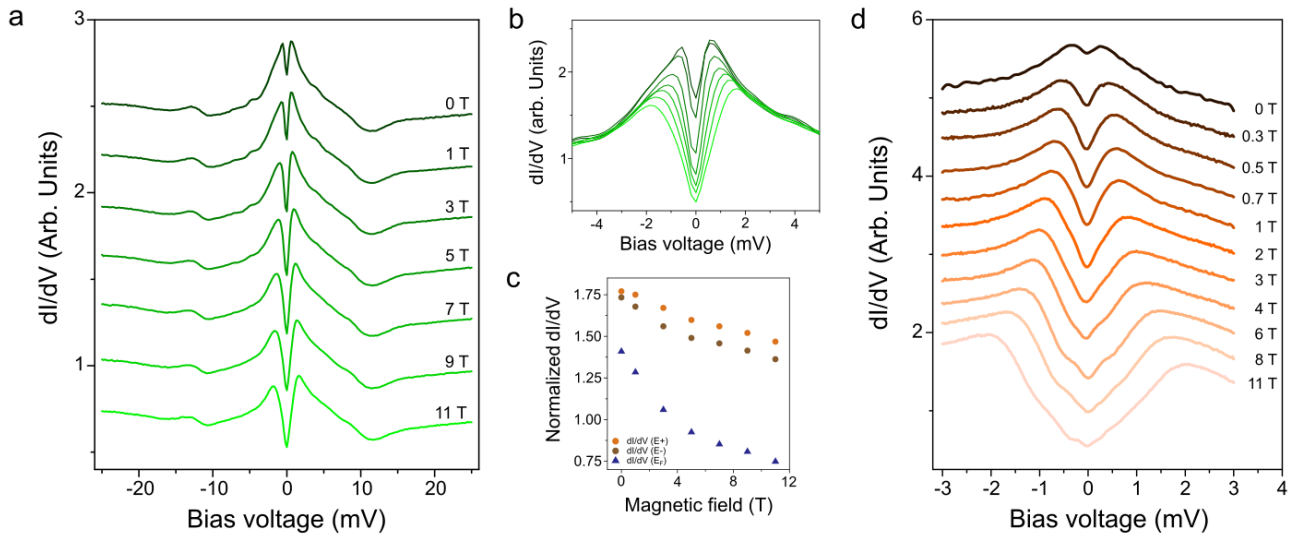 a
3
2
1
dI/dV (Arb. Units)
0 T
1 T
3 T
5 T
7 T
9 T
11 T
-20
-10
0
10
20
Bias voltage (mV)
b
2
1
dI/dV (arb. Units)
-4
-2
0
2
4
Bias voltage (mV)
c
1.75
1.50
1.25
1.00
0.75
Normalized dI/dV
dI/dV (E+)
dI/dV (E-)
dI/dV (EF)
0
4
8
12
Magnetic field (T)
d
6
4
2
dI/dV (Arb. Units)
0 T
0.3 T
0.5 T
0.7 T
1 T
2 T
3 T
4 T
6 T
8 T
11 T
-3
-2
-1
0
1
2
3
4
Bias voltage (mV)